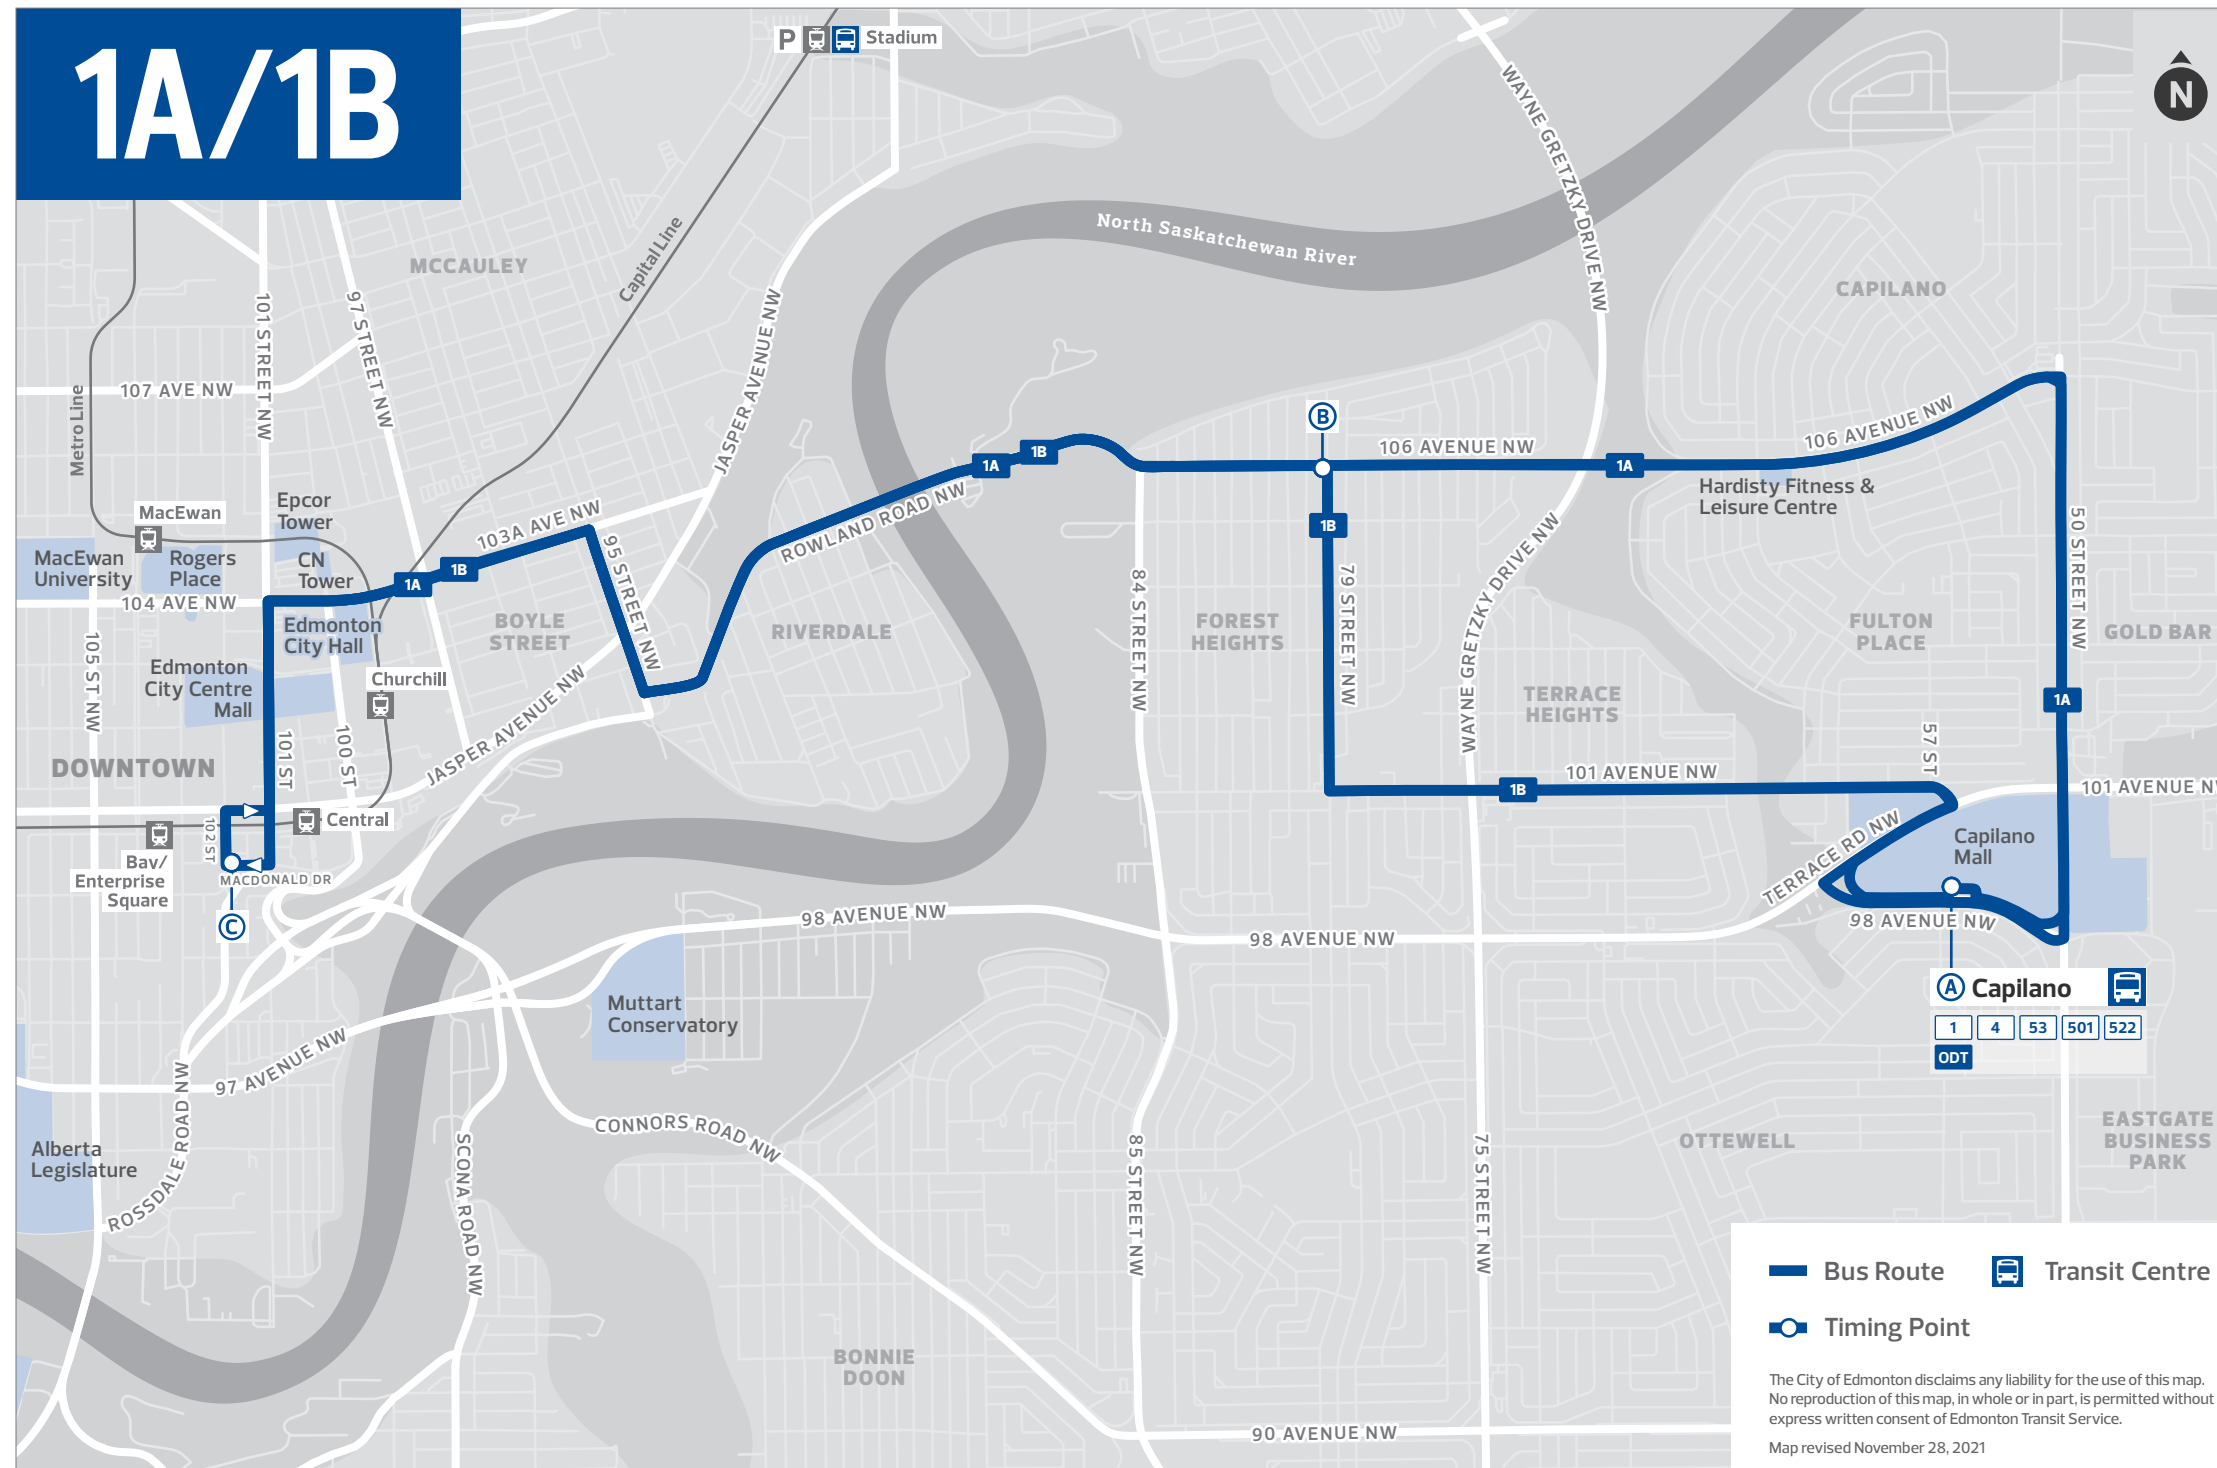 1A/1B
P Stadium
N
WAYNE GRETZKY DRIVE NW
North Saskatchewan River
MCCAULEY
Capital Line
CAPILANO
101 STREET NW
97 STREET NW
JASPER AVENUE NW
107 AVE NW
Metro Line
106 AVENUE NW
B
106 AVENUE NW
1A
1B
1A
Hardisty Fitness &
Leisure Centre
ROWLAND ROAD NW
Epcor
Tower
MacEwan
103A AVE NW
50 STREET NW
1B
MacEwan
University
Rogers
Place
CN
Tower
1A
1B
95 STREET NW
WAYNE GRETZKY DRIVE NW
104 AVE NW
84 STREET NW
79 STREET NW
Edmonton
City Hall
BOYLE
STREET
RIVERDALE
FOREST
HEIGHTS
FULTON
PLACE
GOLD BAR
105 ST NW
Edmonton
City Centre
Mall
Churchill
TERRACE
HEIGHTS
1A
57 ST
DOWNTOWN
101 ST
100 ST
JASPER AVENUE NW
101 AVENUE NW
1B
101 AVENUE NW
102 ST
Central
Bay/
Enterprise
Square
MACDONALD DR
C
TERRACE RD NW
Capilano
Mall
98 AVENUE NW
98 AVENUE NW
98 AVENUE NW
A Capilano
1 4 53 501 522
ODT
Muttart
Conservatory
97 AVENUE NW
ROSSDALE ROAD NW
Alberta
Legislature
SCONA ROAD NW
CONNORS ROAD NW
85 STREET NW
75 STREET NW
OTTEWELL
EASTGATE
BUSINESS
PARK
BONNIE
DOON
90 AVENUE NW
Bus Route
Transit Centre
Timing Point
The City of Edmonton disclaims any liability for the use of this map.
No reproduction of this map, in whole or in part, is permitted without
express written consent of Edmonton Transit Service.
Map revised November 28, 2021